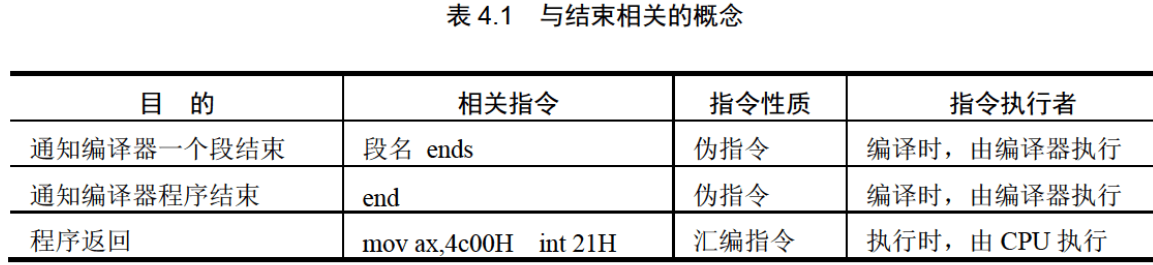 表 4.1 与结束相关的概念
目 的 相关指令 指令性质 指令执行者
通知编译器一个段结束 段名 ends 伪指令 编译时，由编译器执行
通知编译器程序结束 end 伪指令 编译时，由编译器执行
程序返回 mov ax,4c00H int 21H 汇编指令 执行时，由 CPU 执行